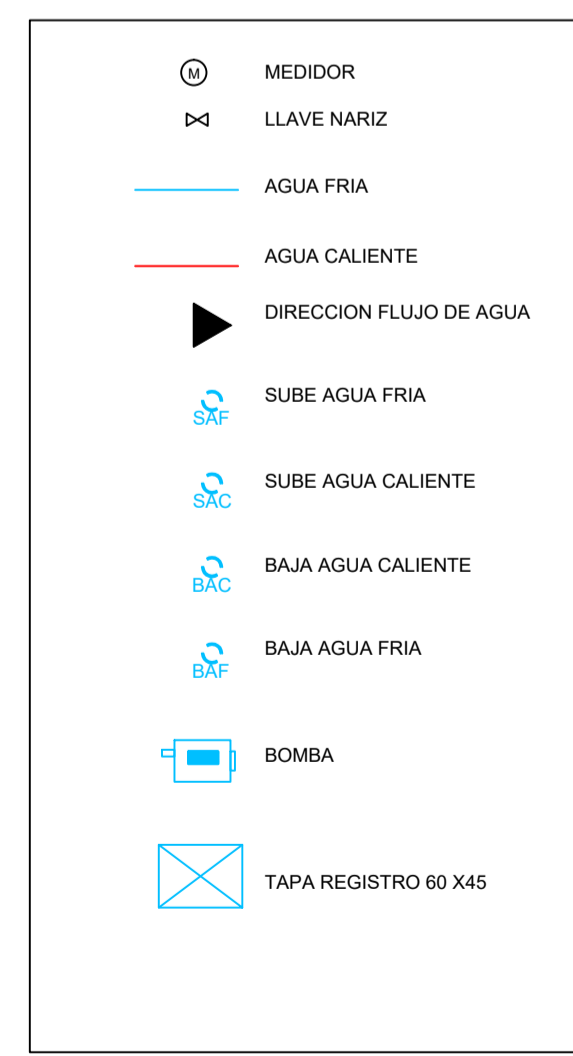 M MEDIDOR
LLAVE NARIZ
AGUA FRIA
AGUA CALIENTE
DIRECCION FLUJO DE AGUA
SAF SUBE AGUA FRIA
SAC SUBE AGUA CALIENTE
BAC BAJA AGUA CALIENTE
BAF BAJA AGUA FRIA
BOMBA
TAPA REGISTRO 60 X45